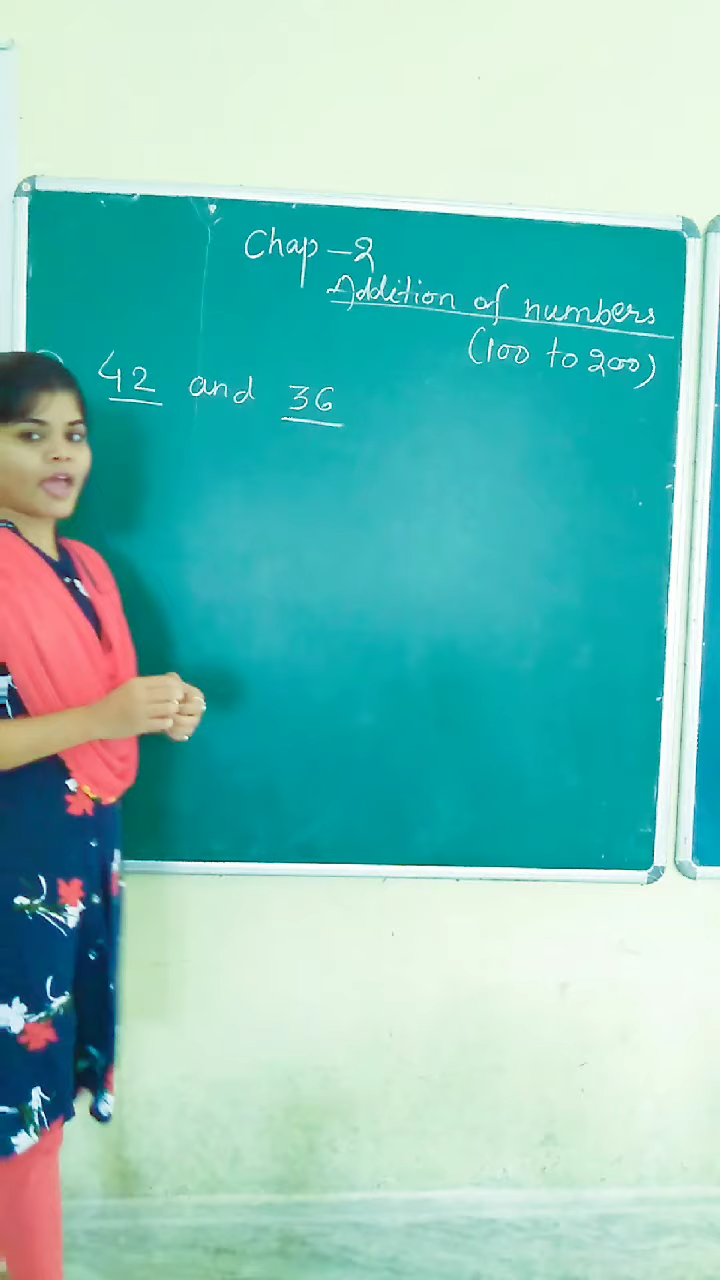 Chap-2
Addition of numbers
(100 to 200)
42 and 36